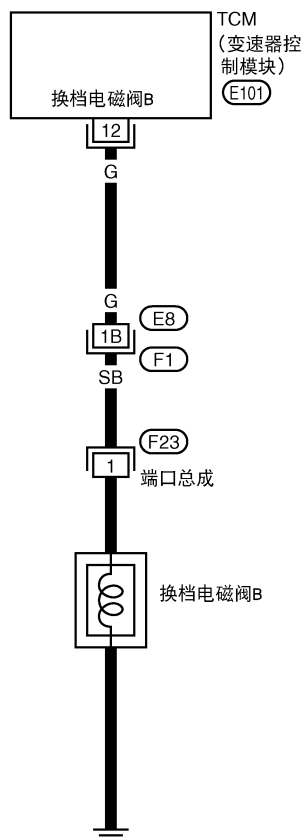 TCM
(变速器控
制模块)
E101
换档电磁阀B
12
G
G
E8
1B
F1
SB
F23
1
端口总成
换档电磁阀B